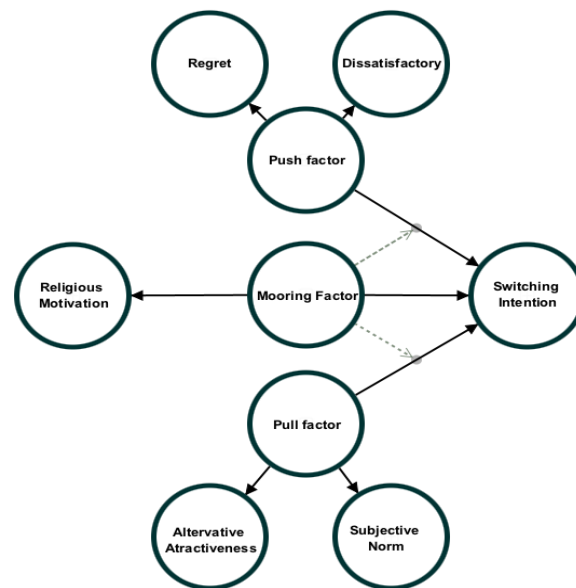 Regret
Dissatisfactory
Push factor
Religious
Motivation
Mooring Factor
Switching
Intention
Pull factor
Altervative
Atractiveness
Subjective
Norm